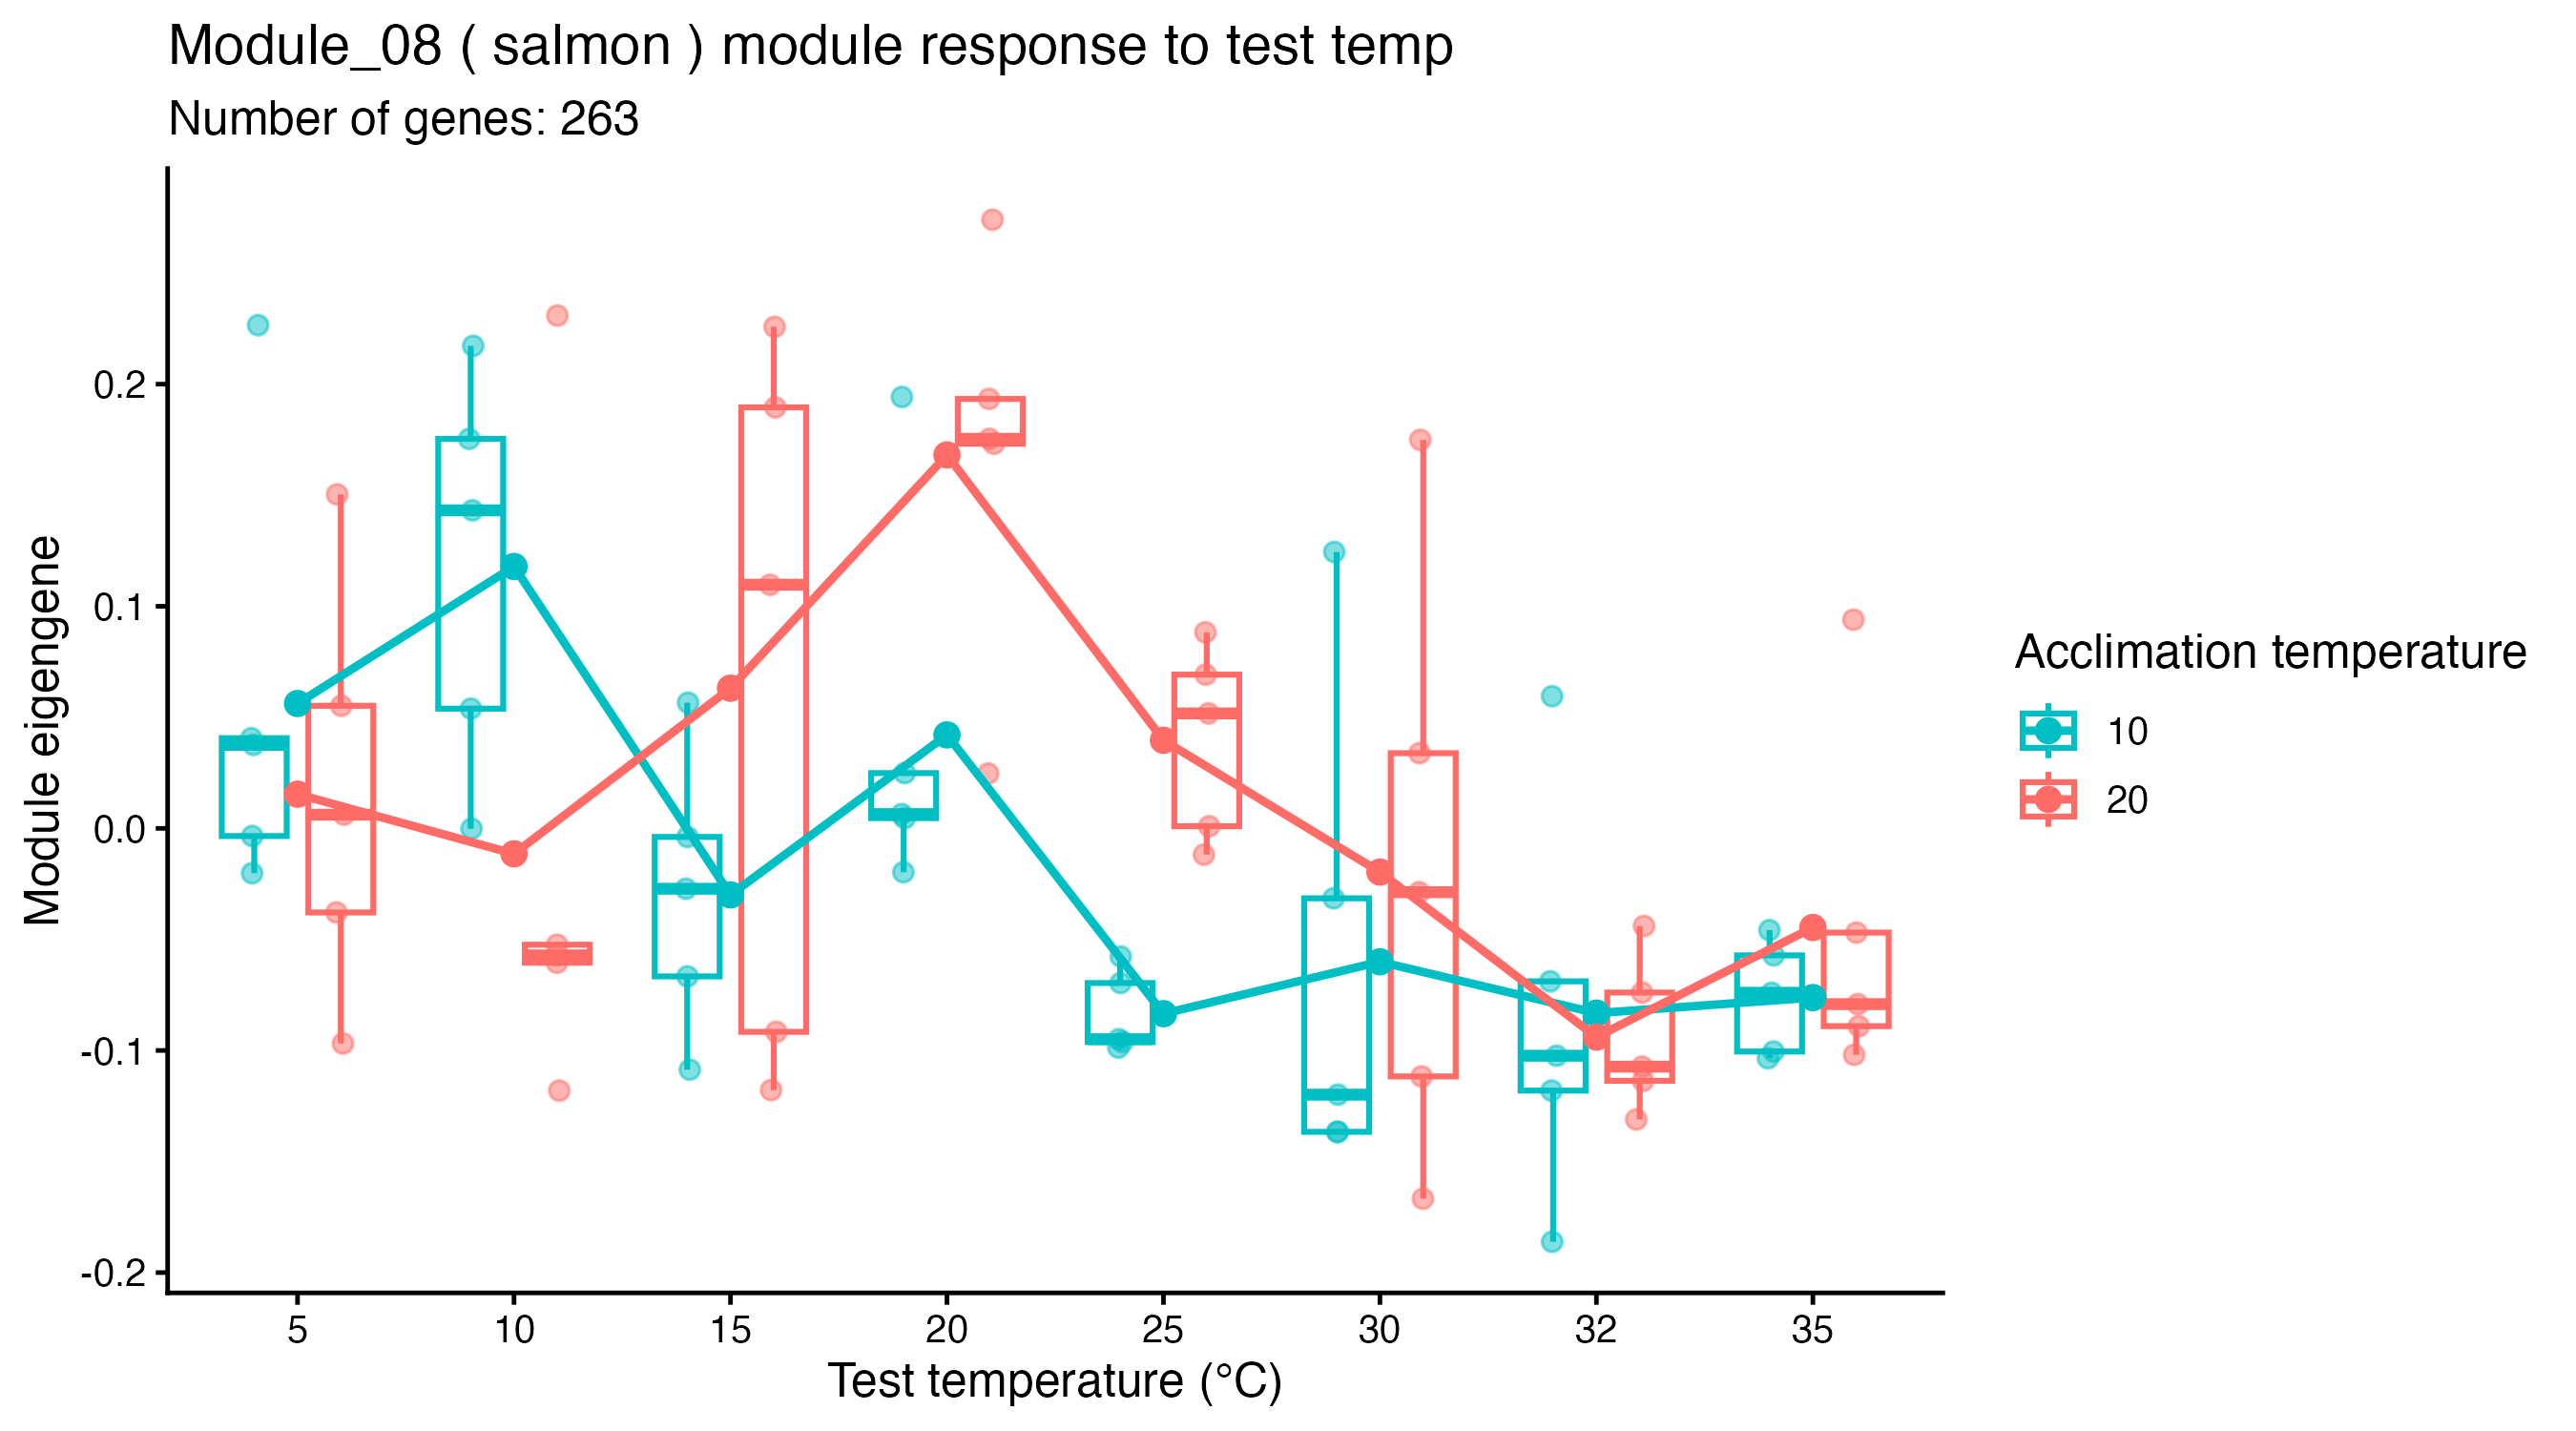 Module_08 ( salmon ) module response to test temp
Number of genes: 263
Module eigengene
0.2
0.1
0.0
-0.1
-0.2
5 10 15 20 25 30 32 35
Test temperature (°C)
Acclimation temperature
10
20